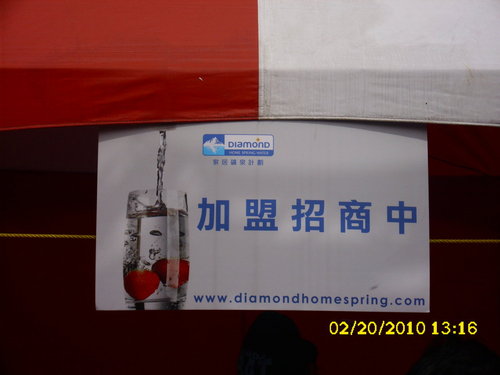 DIAMOND
HOME SPRING WATER
家居礦泉計劃
加盟招商中
www.diamondhomespring.com
02/20/2010 13:16